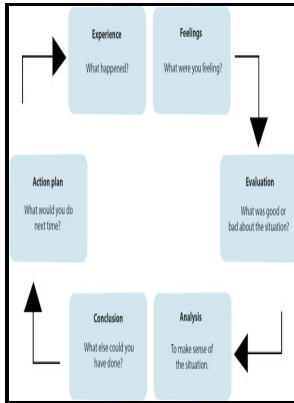 Experience
What happened?
Feelings
What were you feeling?
Evaluation
What was good or
bad about the situation?
Analysis
To make sense of
the situation.
Conclusion
What else could you
have done?
Action plan
What would you do
next time?